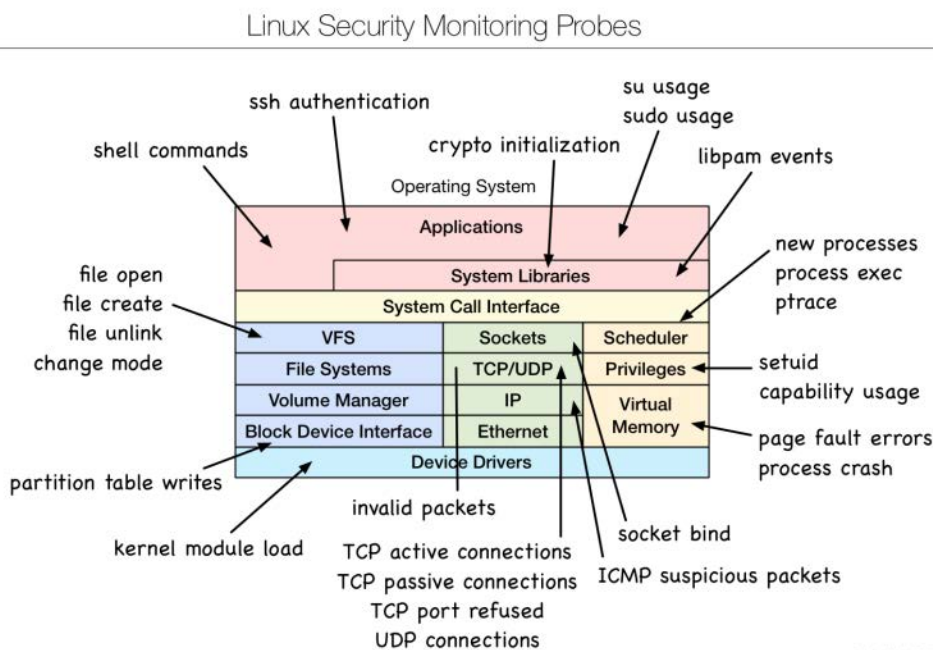 Linux Security Monitoring Probes
ssh authentication
su usage
sudo usage
shell commands
crypto initialization
libpam events
Operating System
Applications
System Libraries
System Call Interface
file open
file create
file unlink
change mode
new processes
process exec
ptrace
VFS
Sockets
Scheduler
File Systems
TCP/UDP
Privileges
setuid
capability usage
Volume Manager
IP
Virtual
Memory
Block Device Interface
Ethernet
page fault errors
process crash
Device Drivers
partition table writes
invalid packets
kernel module load
socket bind
TCP active connections
TCP passive connections
TCP port refused
UDP connections
ICMP suspicious packets